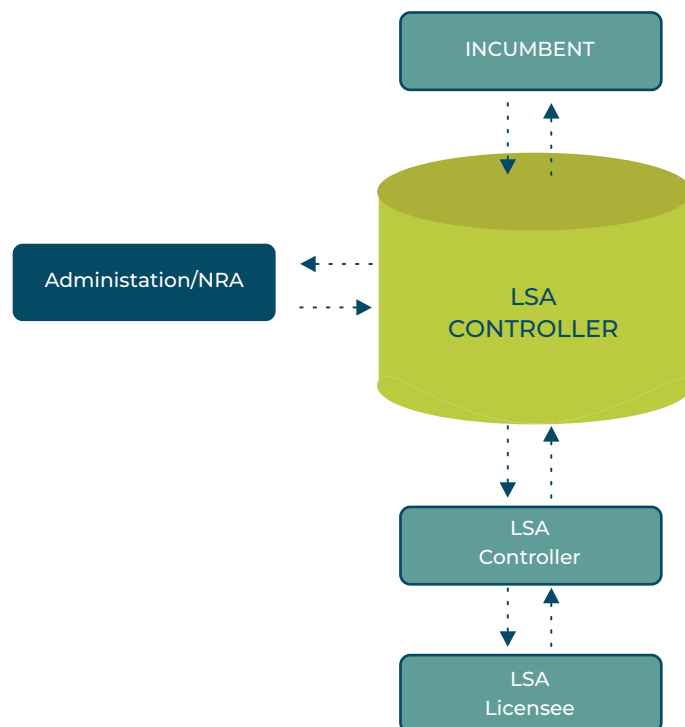 INCUMBENT
Administation/NRA
LSA
CONTROLLER
LSA
Controller
LSA
Licensee